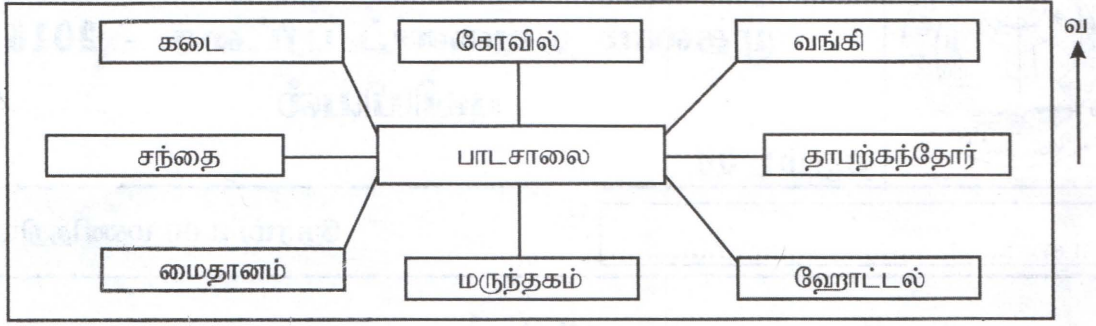 கடை கோவில் வங்கி வ
சந்தை பாடசாலை தாபற்கந்தோர்
மைதானம் மருந்தகம் ஹோட்டல்